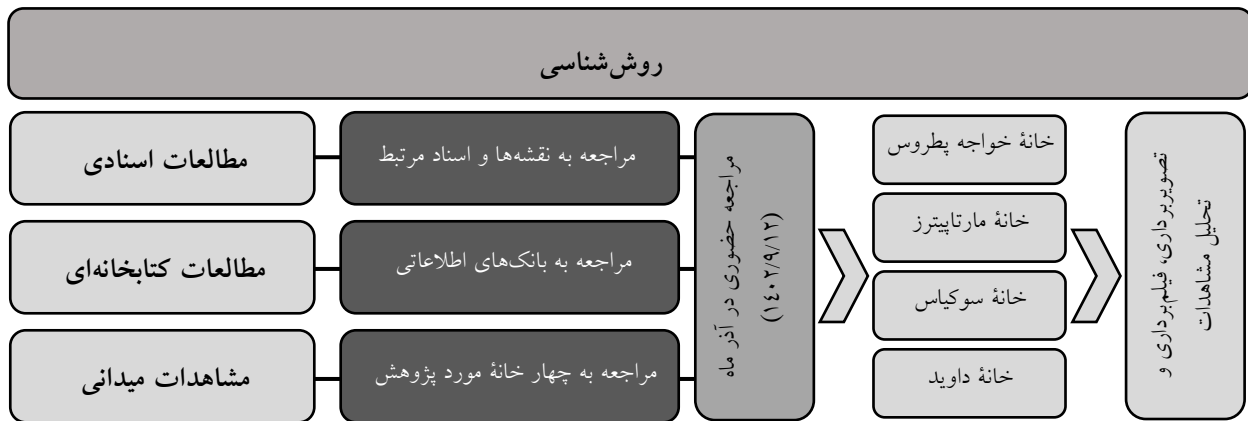 روش‌شناسی
مطالعات اسنادی
مراجعه به نقشه‌ها و اسناد مرتبط
مطالعات کتابخانه‌ای
مراجعه به بانک‌های اطلاعاتی
مشاهدات میدانی
مراجعه به چهار خانهٔ مورد پژوهش
مراجعه حضوری در آذر ماه
(۱۴۰۲/۹/۱۲)
خانهٔ خواجه پطروس
خانهٔ مارتاپیترز
خانهٔ سوکیاس
خانهٔ داوید
تصویربرداری، فیلم‌برداری و
تحلیل مشاهدات